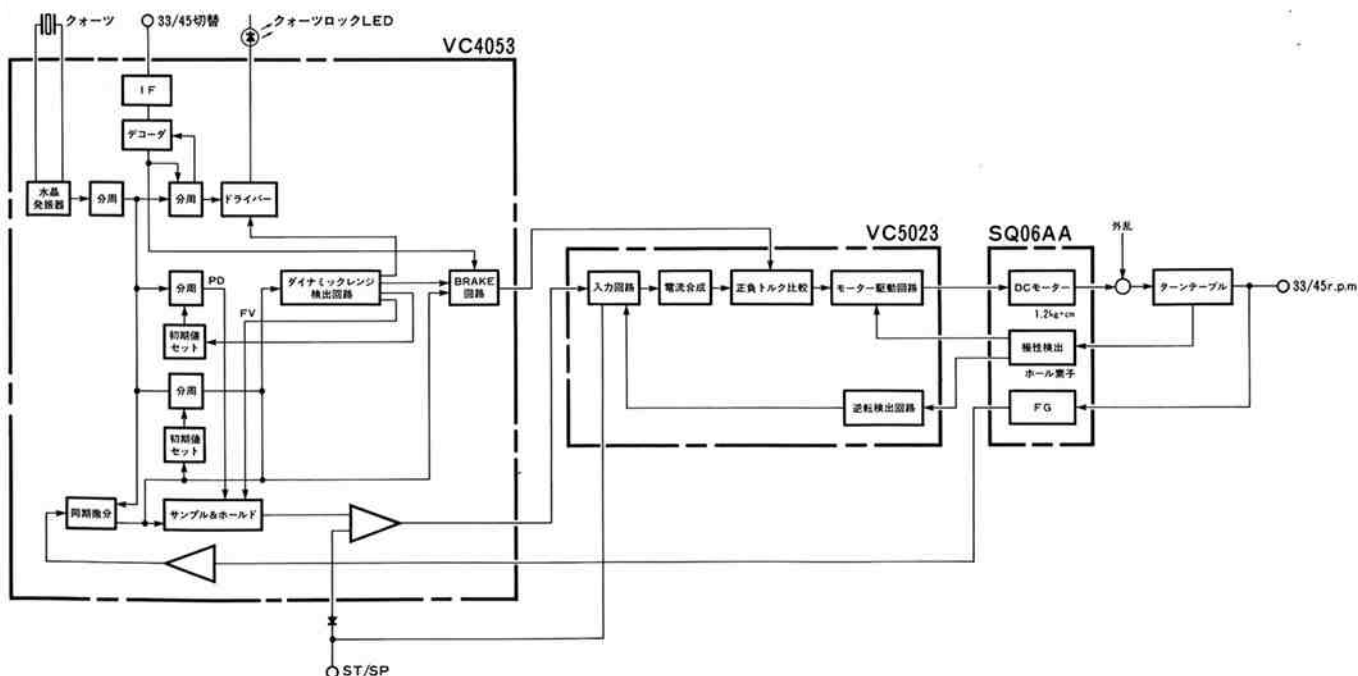 クォーツ
33/45切替
クォーツロックLED
VC4053
IF
デコーダ
水晶
発振器
分周
分周
ドライバー
分周
PD
ダイナミックレンジ
検出回路
BRAKE
回路
FV
初期値
セット
分周
初期値
セット
同期微分
サンプル&ホールド
ST/SP
VC5023
入力回路
電流合成
正負トルク比較
モーター駆動回路
逆転検出回路
SQ06AA
DCモーター
1.2kg・cm
極性検出
ホール素子
FG
外乱
ターンテーブル
33/45r.p.m